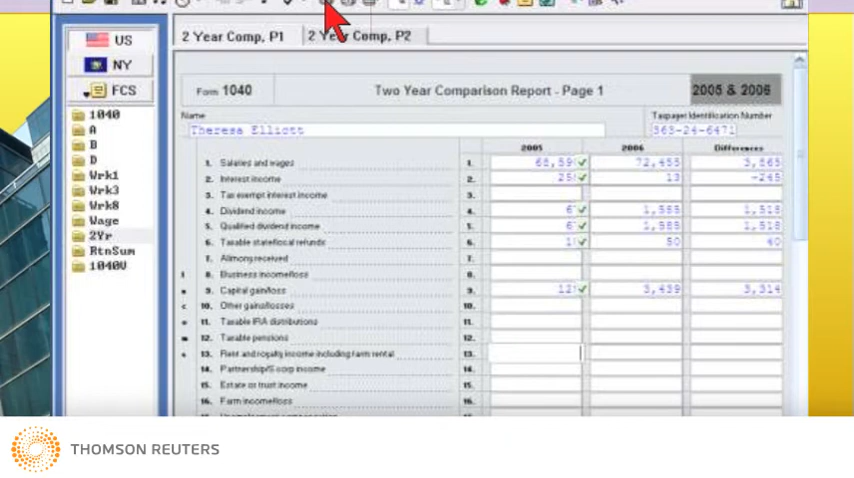 2 Year Comp, P1
2 Year Comp, P2
US
NY
FCS
1040
A
B
D
Wrk1
Wrk3
Wrk8
Wage
2Yr
RtnSum
1040V
Form 1040
Two Year Comparison Report - Page 1
2005 & 2006
Name
Taxpayer Identification Number
Theresa Elliott
363-24-6471
2005 2006 Differences
1. Salaries and wages 1. 72,455
2. Interest income 2. 13 -245
3. Tax exempt interest income 3.
4. Dividend income 4. 1,585 1,518
5. Qualified dividend income 5. 1,585 1,518
6. Taxable state/local refunds 6. 50 40
7. Alimony received 7.
8. Business income/loss 8.
9. Capital gain/loss 9. 3,439 3,314
10. Other gains/losses 10.
11. Taxable IRA distributions 11.
12. Taxable pensions 12.
13. Rent and royalty income including farm rental 13.
14. Partnership/S corp income 14.
15. Estate or trust income 15.
16. Farm income/loss 16.
THOMSON REUTERS